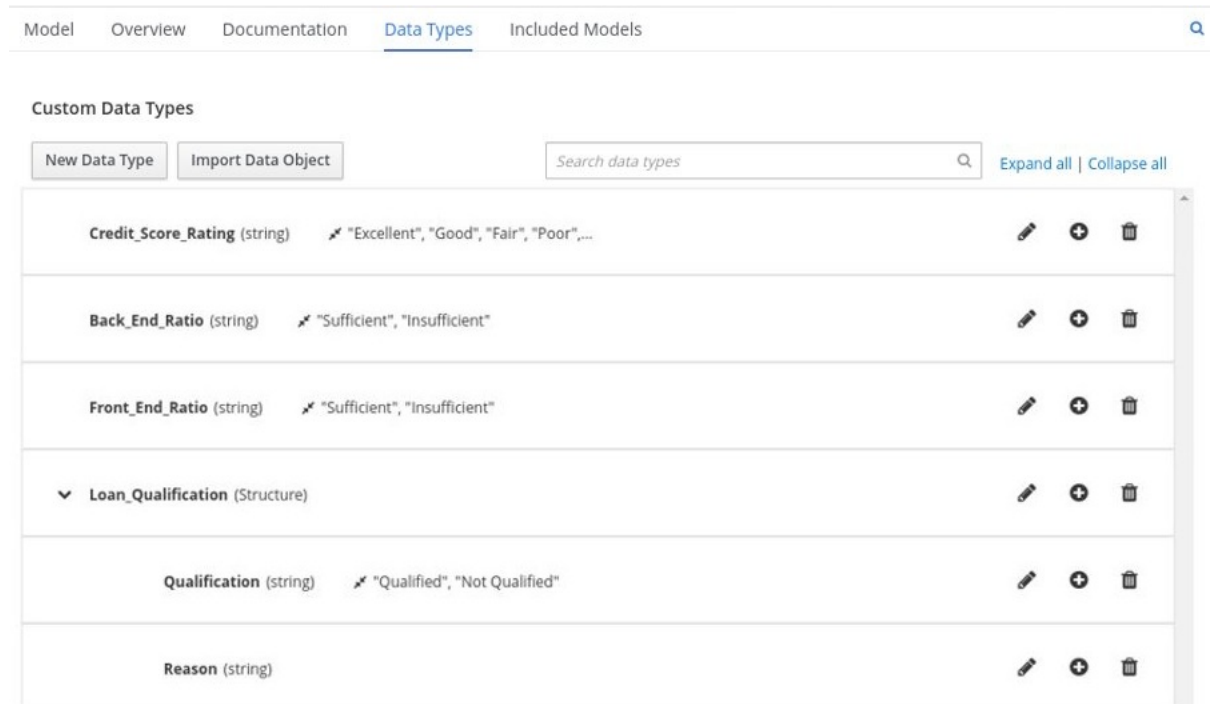 Model Overview Documentation Data Types Included Models
Custom Data Types
New Data Type Import Data Object Search data types Expand all | Collapse all
Credit_Score_Rating (string) "Excellent", "Good", "Fair", "Poor",...
Back_End_Ratio (string) "Sufficient", "Insufficient"
Front_End_Ratio (string) "Sufficient", "Insufficient"
Loan_Qualification (Structure)
Qualification (string) "Qualified", "Not Qualified"
Reason (string)